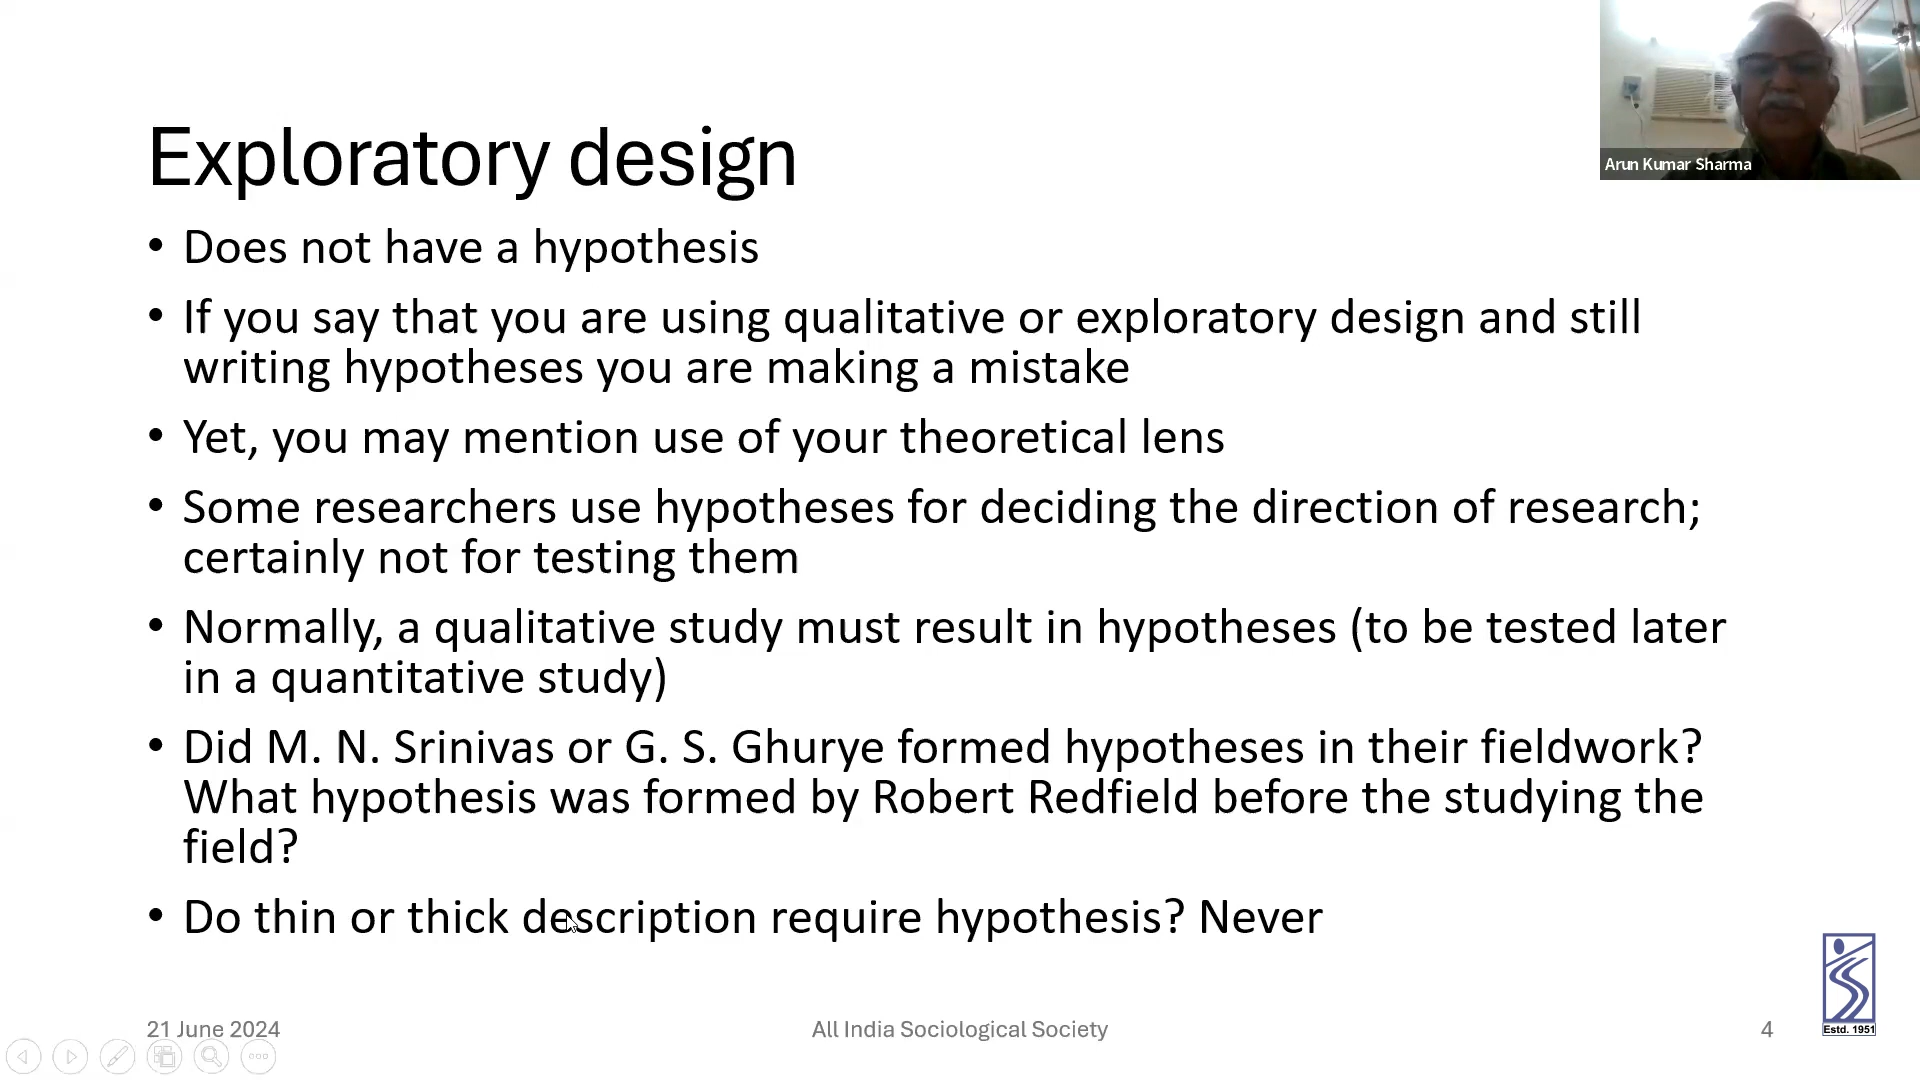 Arun Kumar Sharma
Exploratory design
• Does not have a hypothesis
• If you say that you are using qualitative or exploratory design and still
writing hypotheses you are making a mistake
• Yet, you may mention use of your theoretical lens
• Some researchers use hypotheses for deciding the direction of research;
certainly not for testing them
• Normally, a qualitative study must result in hypotheses (to be tested later
in a quantitative study)
• Did M. N. Srinivas or G. S. Ghurye formed hypotheses in their fieldwork?
What hypothesis was formed by Robert Redfield before the studying the
field?
• Do thin or thick description require hypothesis? Never
21 June 2024
All India Sociological Society
4
Estd. 1951